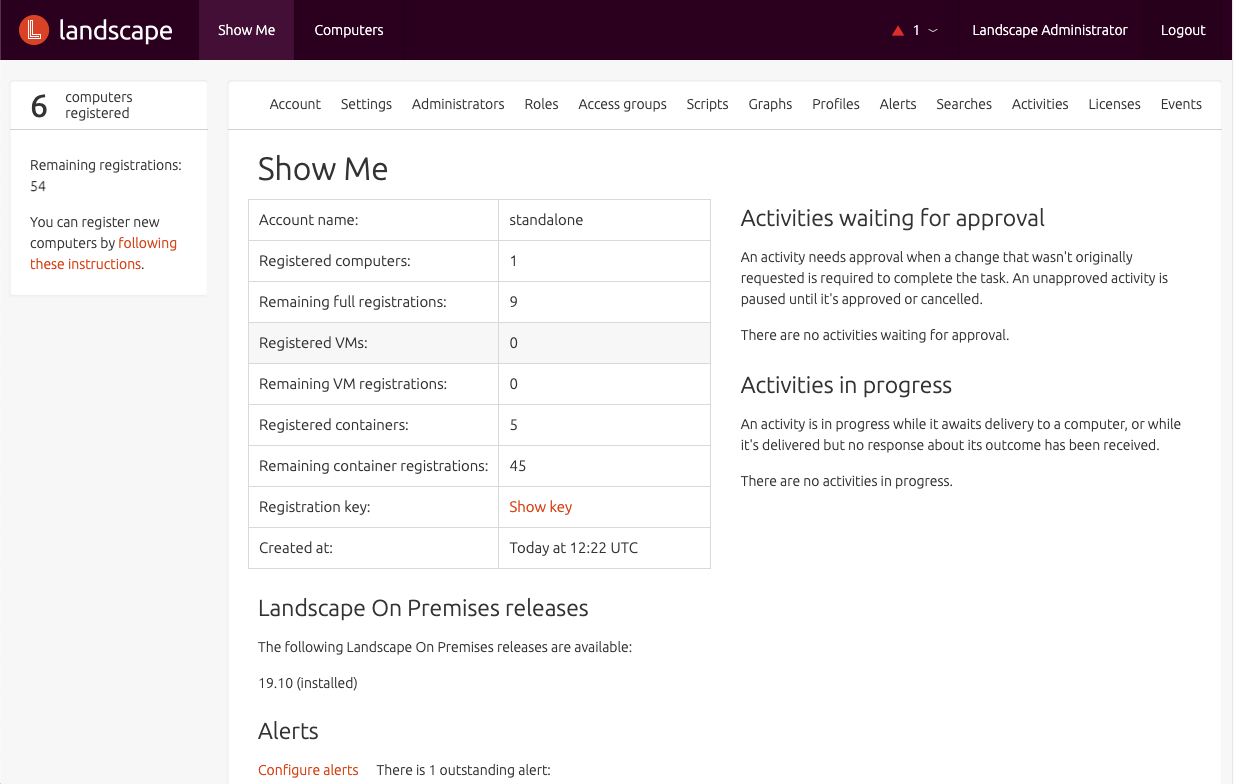 landscape
Show Me
Computers
1
Landscape Administrator
Logout
6
computers
registered
Remaining registrations:
54
You can register new
computers by following
these instructions.
Account Settings Administrators Roles Access groups Scripts Graphs Profiles Alerts Searches Activities Licenses Events
Show Me
Account name: standalone
Registered computers: 1
Remaining full registrations: 9
Registered VMs: 0
Remaining VM registrations: 0
Registered containers: 5
Remaining container registrations: 45
Registration key: Show key
Created at: Today at 12:22 UTC
Activities waiting for approval
An activity needs approval when a change that wasn't originally
requested is required to complete the task. An unapproved activity is
paused until it's approved or cancelled.
There are no activities waiting for approval.
Activities in progress
An activity is in progress while it awaits delivery to a computer, or while
it's delivered but no response about its outcome has been received.
There are no activities in progress.
Landscape On Premises releases
The following Landscape On Premises releases are available:
19.10 (installed)
Alerts
Configure alerts There is 1 outstanding alert: